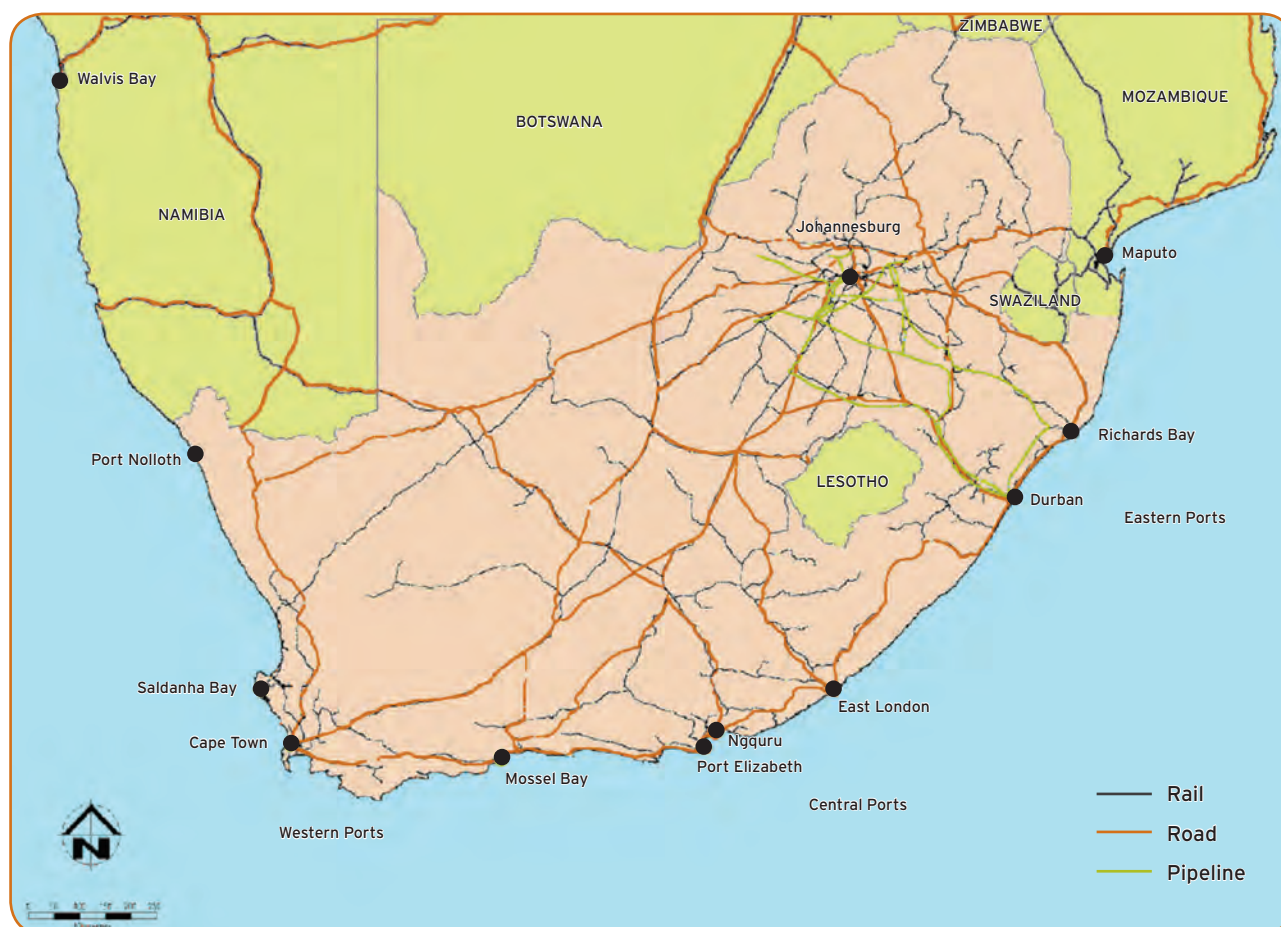 ZIMBABWE
Walvis Bay
MOZAMBIQUE
BOTSWANA
NAMIBIA
Johannesburg
Maputo
SWAZILAND
Richards Bay
Port Nolloth
LESOTHO
Durban
Eastern Ports
Saldanha Bay
East London
Cape Town
Ngquru
Port Elizabeth
Mossel Bay
Central Ports
Western Ports
Rail
Road
Pipeline
N